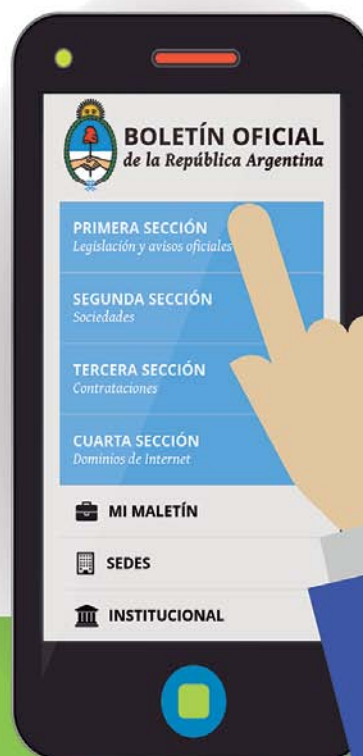 BOLETÍN OFICIAL
de la República Argentina
PRIMERA SECCIÓN
Legislación y avisos oficiales
SEGUNDA SECCIÓN
Sociedades
TERCERA SECCIÓN
Contrataciones
CUARTA SECCIÓN
Dominios de Internet
MI MALETÍN
SEDES
INSTITUCIONAL